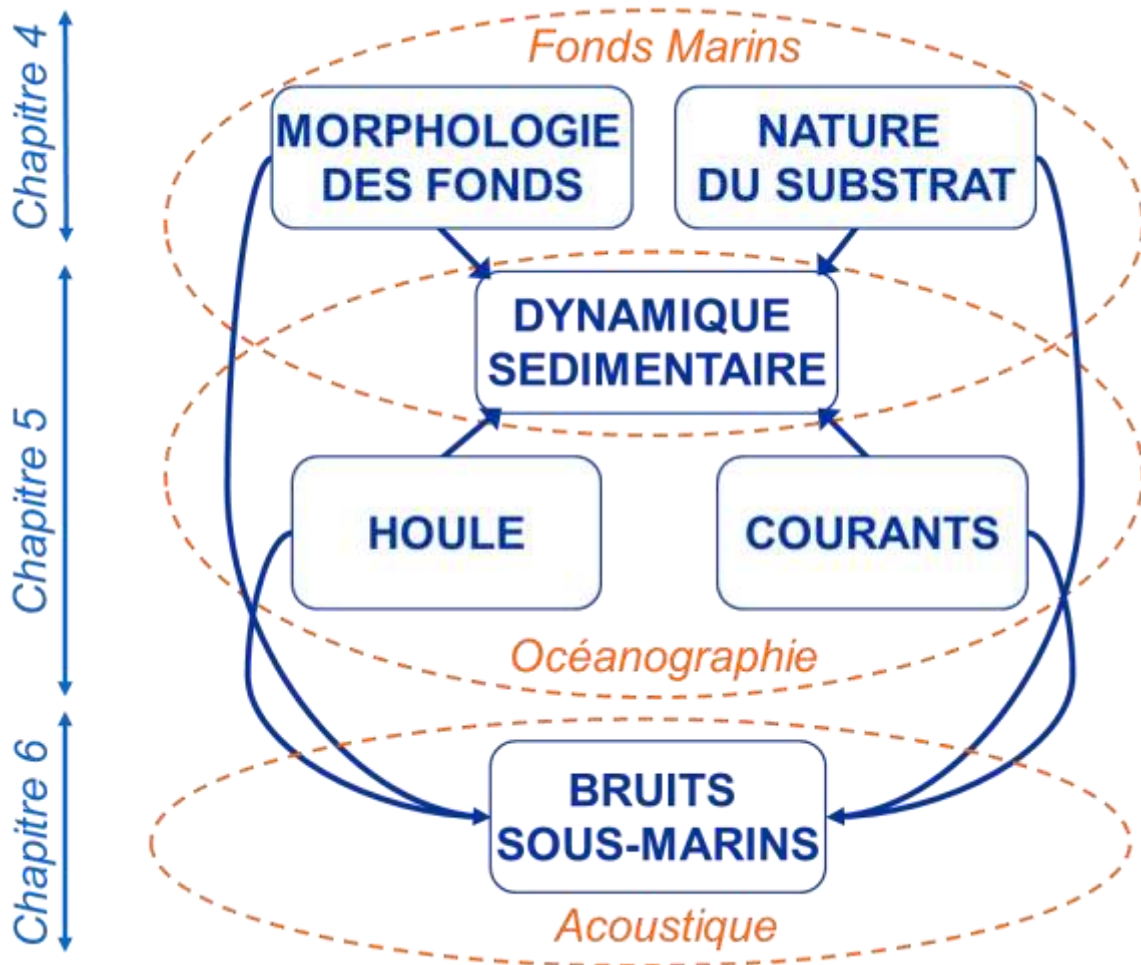 Chapitre 4
Fonds Marins
MORPHOLOGIE
DES FONDS
NATURE
DU SUBSTRAT
Chapitre 5
DYNAMIQUE
SEDIMENTAIRE
HOULE
COURANTS
Océanographie
Chapitre 6
BRUITS
SOUS-MARINS
Acoustique